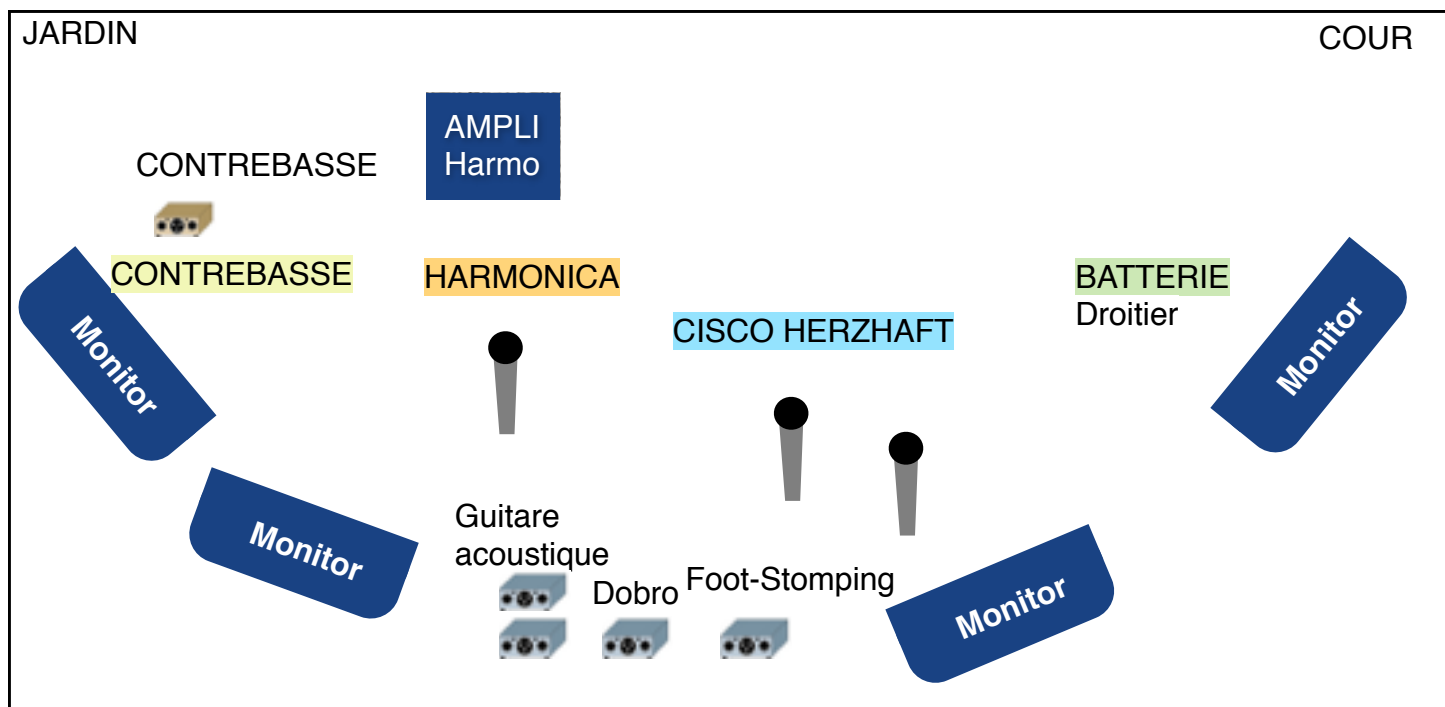 JARDIN
COUR
AMPLI
Harmo
CONTREBASSE
CONTREBASSE
HARMONICA
BATTERIE
Droitier
CISCO HERZHAFT
Monitor
Monitor
Guitare
acoustique
Dobro
Foot-Stomping
Monitor
Monitor